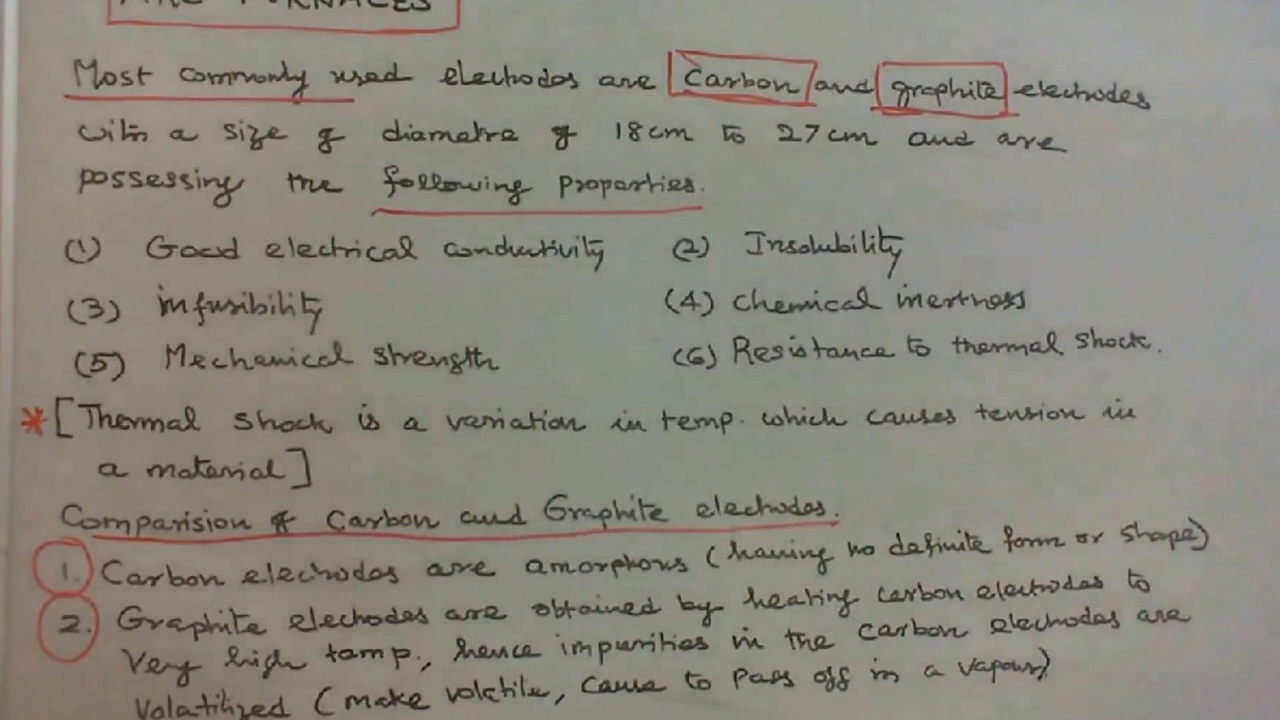 ARC FURNACES
Most commonly used electrodes are Carbon and graphite electrodes
with a size of diametre of 18cm to 27cm and are
possessing the following properties.
(1) Good electrical conductivity (2) Insolubility
(3) infusibility (4) chemical inertness
(5) Mechanical strength (6) Resistance to thermal shock.
* [Thermal shock is a variation in temp. which causes tension in
a material]
Comparision of Carbon and Graphite electrodes.
1. Carbon electrodes are amorphous (having no definite form or shape)
2. Graphite electrodes are obtained by heating carbon electrodes to
very high temp., hence impurities in the carbon electrodes are
volatilized (make volatile, cause to pass off in a vapour)